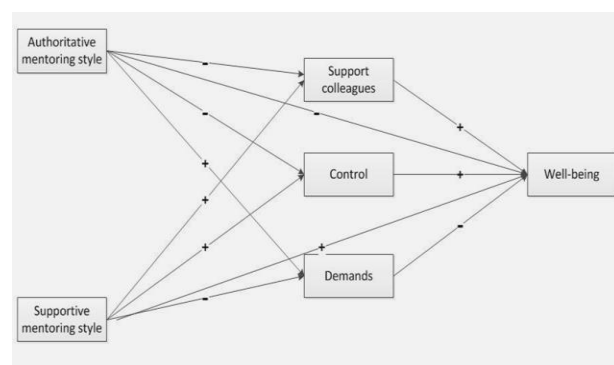 Authoritative
mentoring style
Support
colleagues
Control
Well-being
Demands
Supportive
mentoring style
-
-
-
+
+
+
+
+
+
-
-